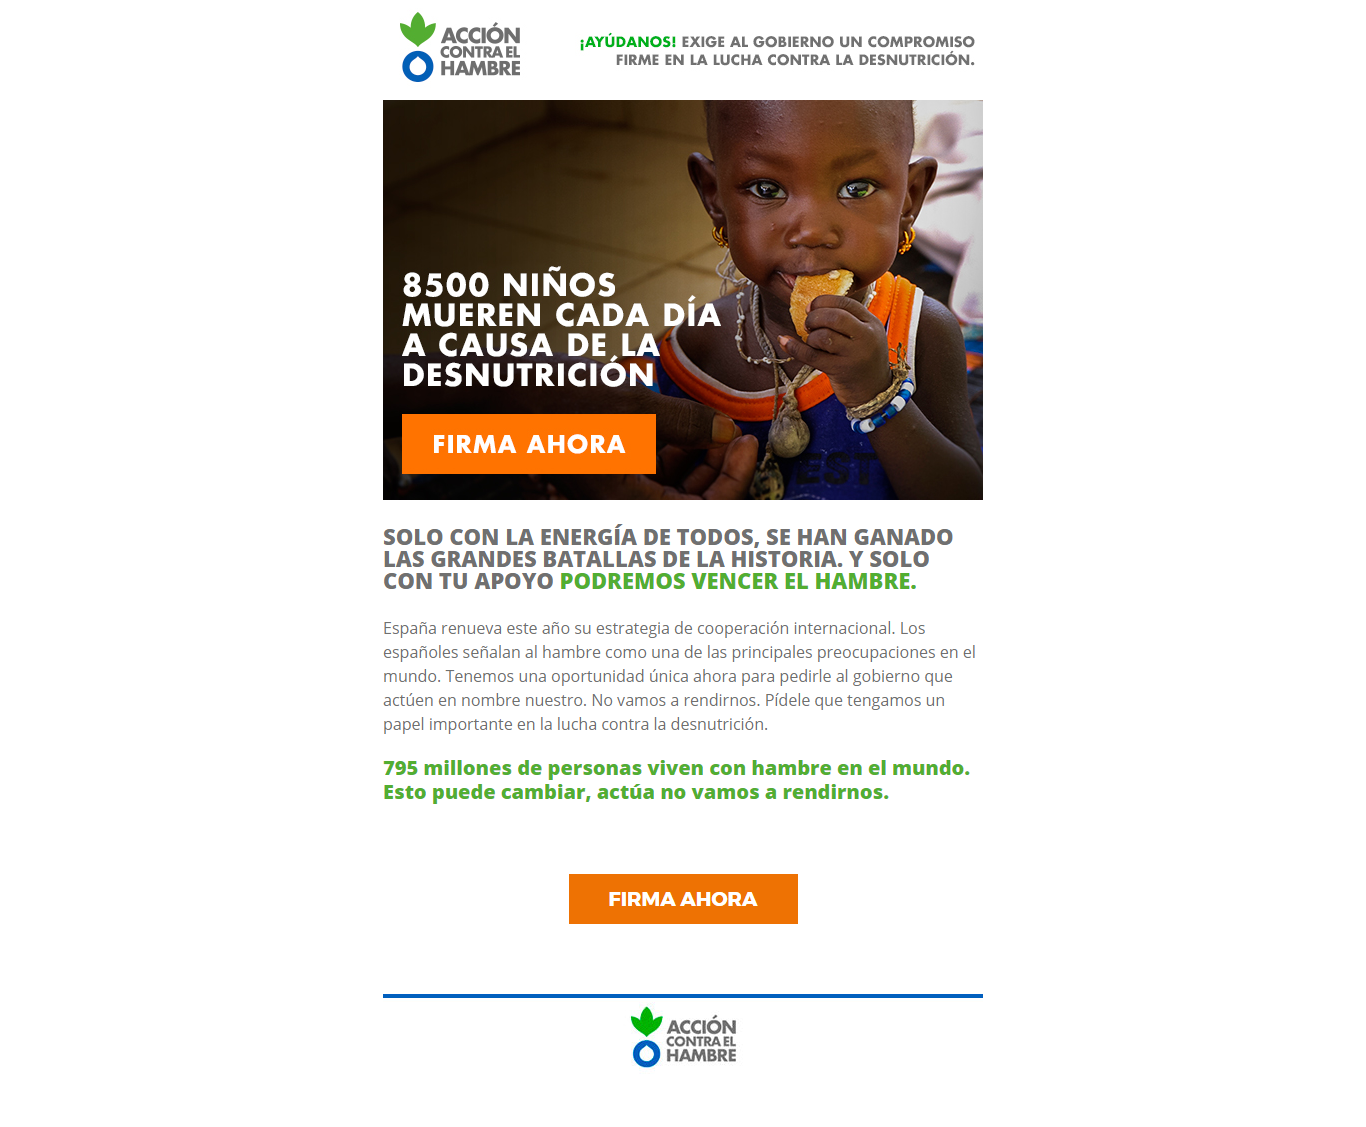 ACCIÓN
CONTRA EL
HAMBRE
¡AYÚDANOS! EXIGE AL GOBIERNO UN COMPROMISO
FIRME EN LA LUCHA CONTRA LA DESNUTRICIÓN.
8500 NIÑOS
MUEREN CADA DÍA
A CAUSA DE LA
DESNUTRICIÓN
FIRMA AHORA
SOLO CON LA ENERGÍA DE TODOS, SE HAN GANADO
LAS GRANDES BATALLAS DE LA HISTORIA. Y SOLO
CON TU APOYO PODREMOS VENCER EL HAMBRE.
España renueva este año su estrategia de cooperación internacional. Los
españoles señalan al hambre como una de las principales preocupaciones en el
mundo. Tenemos una oportunidad única ahora para pedirle al gobierno que
actúen en nombre nuestro. No vamos a rendirnos. Pídele que tengamos un
papel importante en la lucha contra la desnutrición.
795 millones de personas viven con hambre en el mundo.
Esto puede cambiar, actúa no vamos a rendirnos.
FIRMA AHORA
ACCIÓN
CONTRA EL
HAMBRE